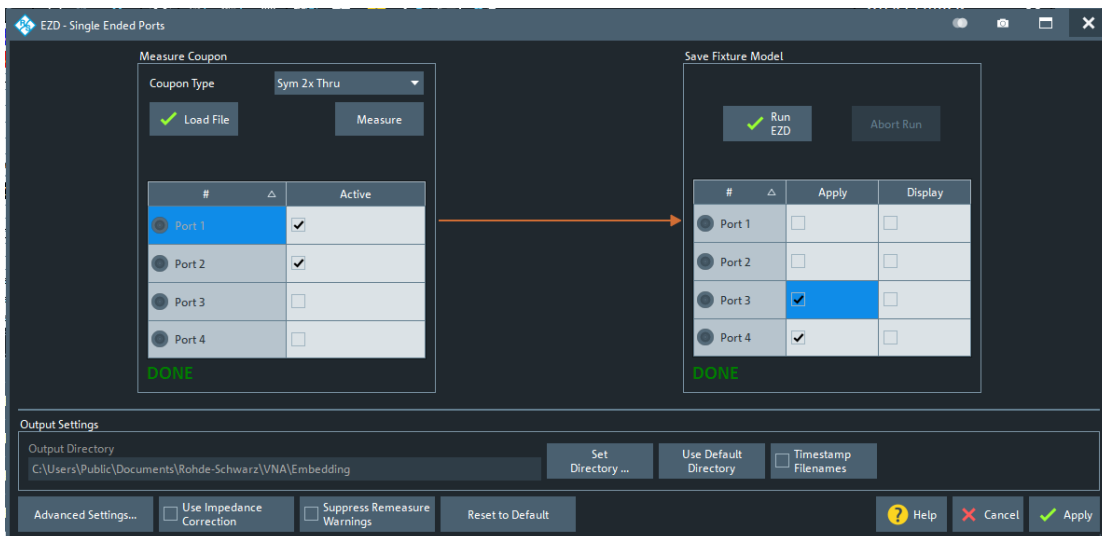 EZD - Single Ended Ports
Measure Coupon
Coupon Type
Sym 2x Thru
Load File
Measure
# Active
Port 1
Port 2
Port 3
Port 4
DONE
Save Fixture Model
Run
EZD
Abort Run
# Apply Display
Port 1
Port 2
Port 3
Port 4
DONE
Output Settings
Output Directory
C:\Users\Public\Documents\Rohde-Schwarz\VNA\Embedding
Set
Directory ...
Use Default
Directory
Timestamp
Filenames
Advanced Settings...
Use Impedance
Correction
Suppress Remeasure
Warnings
Reset to Default
? Help
Cancel
Apply